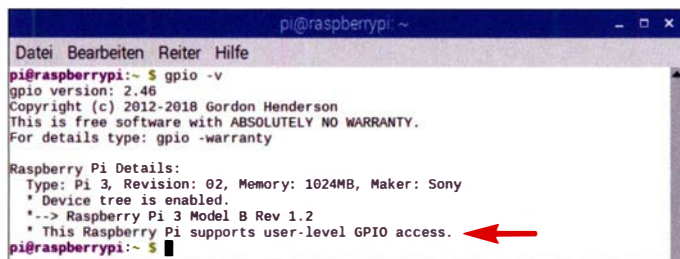 pi@raspberrypi: ~
Datei Bearbeiten Reiter Hilfe
pi@raspberrypi:~ $ gpio -v
gpio version: 2.46
Copyright (c) 2012-2018 Gordon Henderson
This is free software with ABSOLUTELY NO WARRANTY.
For details type: gpio -warranty
Raspberry Pi Details:
Type: Pi 3, Revision: 02, Memory: 1024MB, Maker: Sony
* Device tree is enabled.
*--> Raspberry Pi 3 Model B Rev 1.2
* This Raspberry Pi supports user-level GPIO access.
pi@raspberrypi:~ $